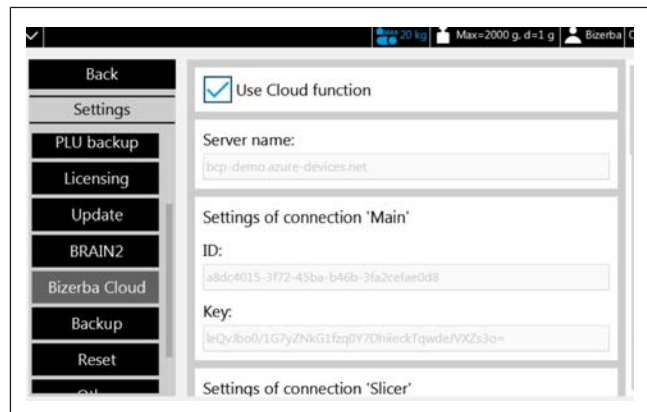 20 kg
Max=2000 g, d=1 g
Bizerba
Back
Settings
PLU backup
Licensing
Update
BRAIN2
Bizerba Cloud
Backup
Reset
Use Cloud function
Server name:
bcp-demo.azure-devices.net
Settings of connection 'Main'
ID:
a8dc4015-3f72-45ba-b46b-3fa2cefae0d8
Key:
Settings of connection 'Slicer'